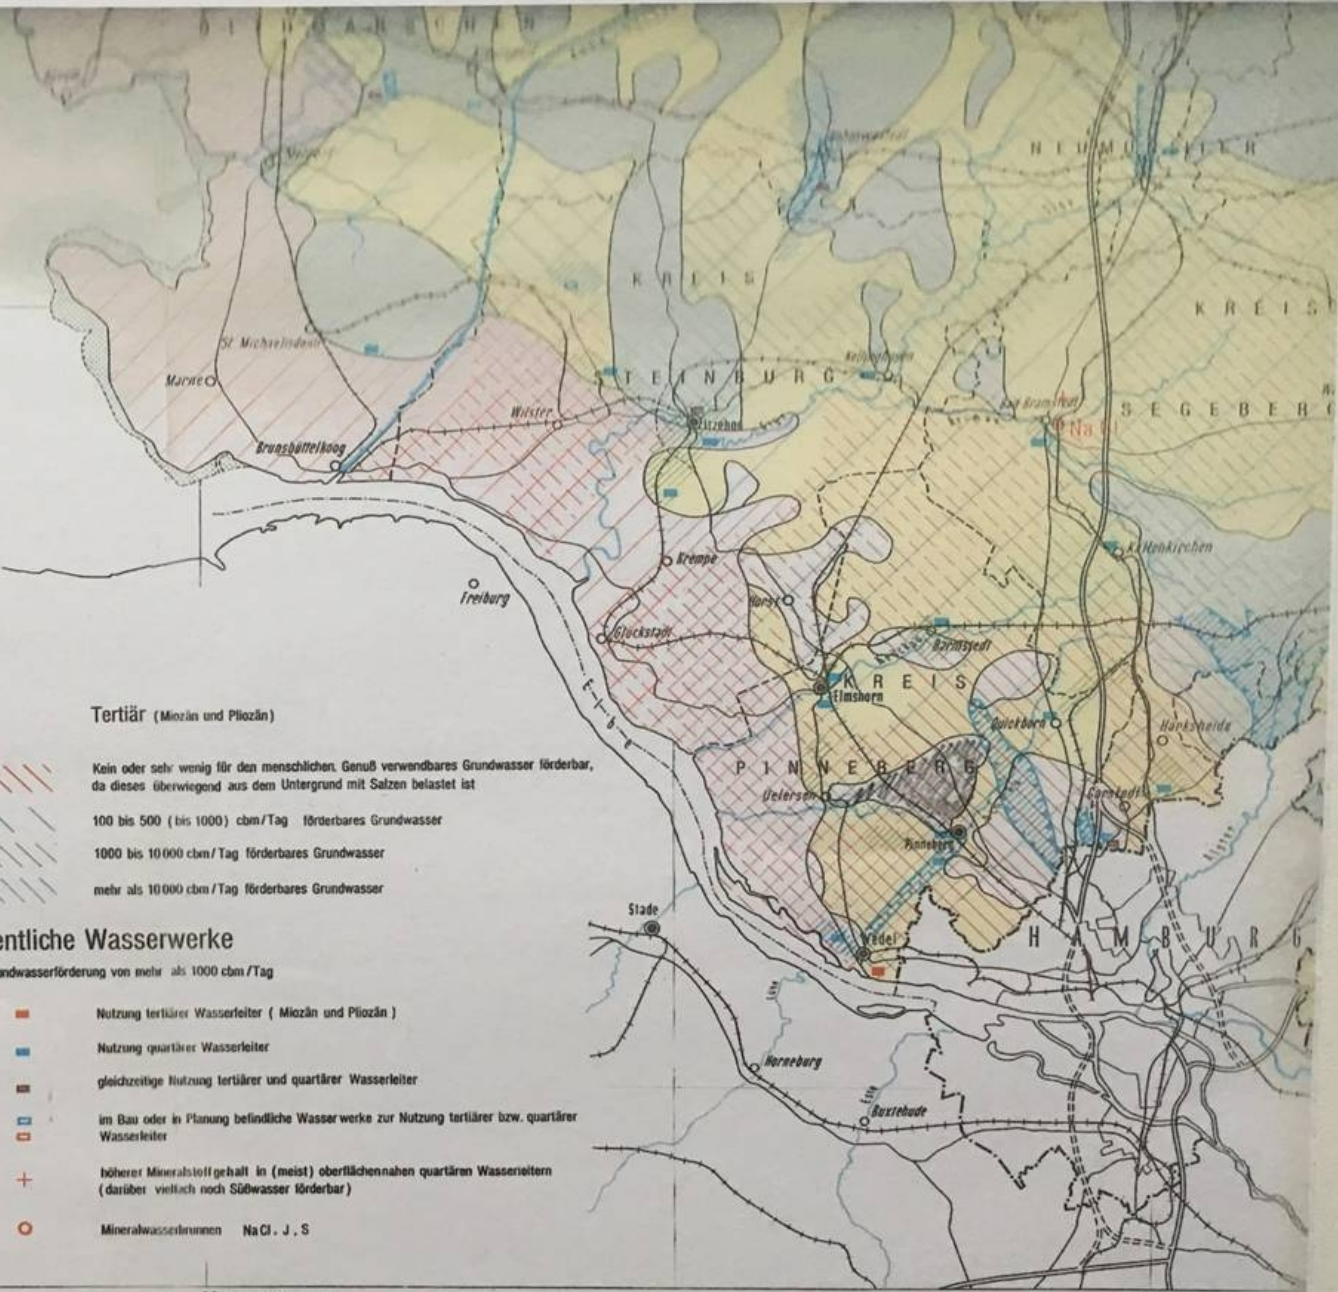 NEUMÜNSTER
KREIS
KREIS
St. Michaelisdonn
Marne
STEINBURG
Kellinghusen
Bad Bramstedt
SEGEBERG
Wilster
Itzehoe
Na Cl
Brunsbüttelkoog
Krempe
Kaltenkirchen
Freiburg
Horst
Glückstadt
Barmstedt
KREIS
Elmshorn
Elbe
Quickborn
Harksheide
PINNEBERG
Uetersen
Garstedt
Pinneberg
Alster
Stade
Wedel
HAMBURG
Lühe
Horneburg
Este
Buxtehude
Tertiär (Miozän und Pliozän)
Kein oder sehr wenig für den menschlichen Genuß verwendbares Grundwasser förderbar,
da dieses überwiegend aus dem Untergrund mit Salzen belastet ist
100 bis 500 (bis 1000) cbm/Tag förderbares Grundwasser
1000 bis 10000 cbm/Tag förderbares Grundwasser
mehr als 10000 cbm/Tag förderbares Grundwasser
entliche Wasserwerke
ndwasserförderung von mehr als 1000 cbm/Tag
Nutzung tertiärer Wasserleiter ( Miozän und Pliozän )
Nutzung quartärer Wasserleiter
gleichzeitige Nutzung tertiärer und quartärer Wasserleiter
im Bau oder in Planung befindliche Wasserwerke zur Nutzung tertiärer bzw. quartärer
Wasserleiter
höherer Mineralstoffgehalt in (meist) oberflächennahen quartären Wasserleitern
(darüber vielfach noch Süßwasser förderbar)
Mineralwasserbrunnen NaCl . J . S